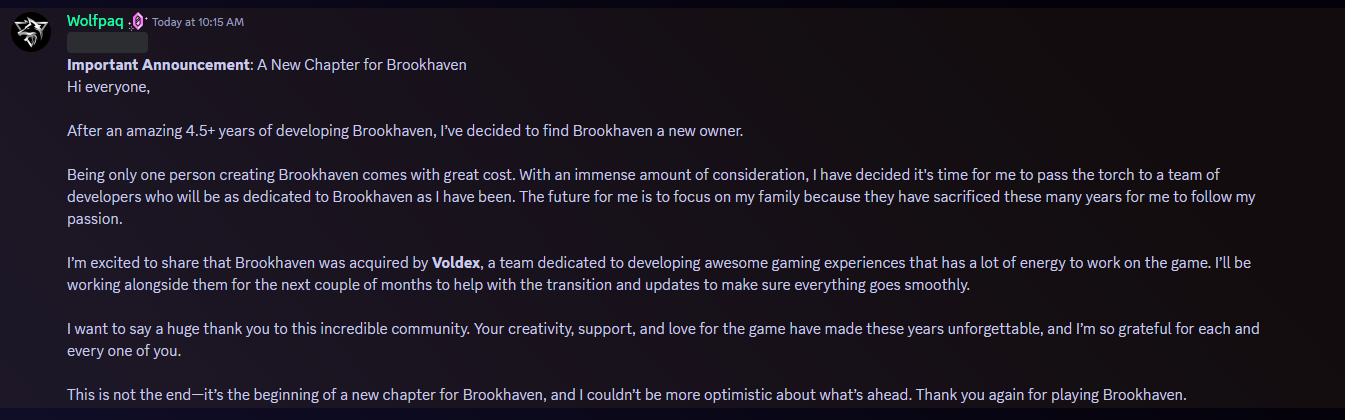 Wolfpaq Today at 10:15 AM
Important Announcement: A New Chapter for Brookhaven
Hi everyone,
After an amazing 4.5+ years of developing Brookhaven, I’ve decided to find Brookhaven a new owner.
Being only one person creating Brookhaven comes with great cost. With an immense amount of consideration, I have decided it’s time for me to pass the torch to a team of
developers who will be as dedicated to Brookhaven as I have been. The future for me is to focus on my family because they have sacrificed these many years for me to follow my
passion.
I’m excited to share that Brookhaven was acquired by Voldex, a team dedicated to developing awesome gaming experiences that has a lot of energy to work on the game. I’ll be
working alongside them for the next couple of months to help with the transition and updates to make sure everything goes smoothly.
I want to say a huge thank you to this incredible community. Your creativity, support, and love for the game have made these years unforgettable, and I’m so grateful for each and
every one of you.
This is not the end—it’s the beginning of a new chapter for Brookhaven, and I couldn’t be more optimistic about what’s ahead. Thank you again for playing Brookhaven.